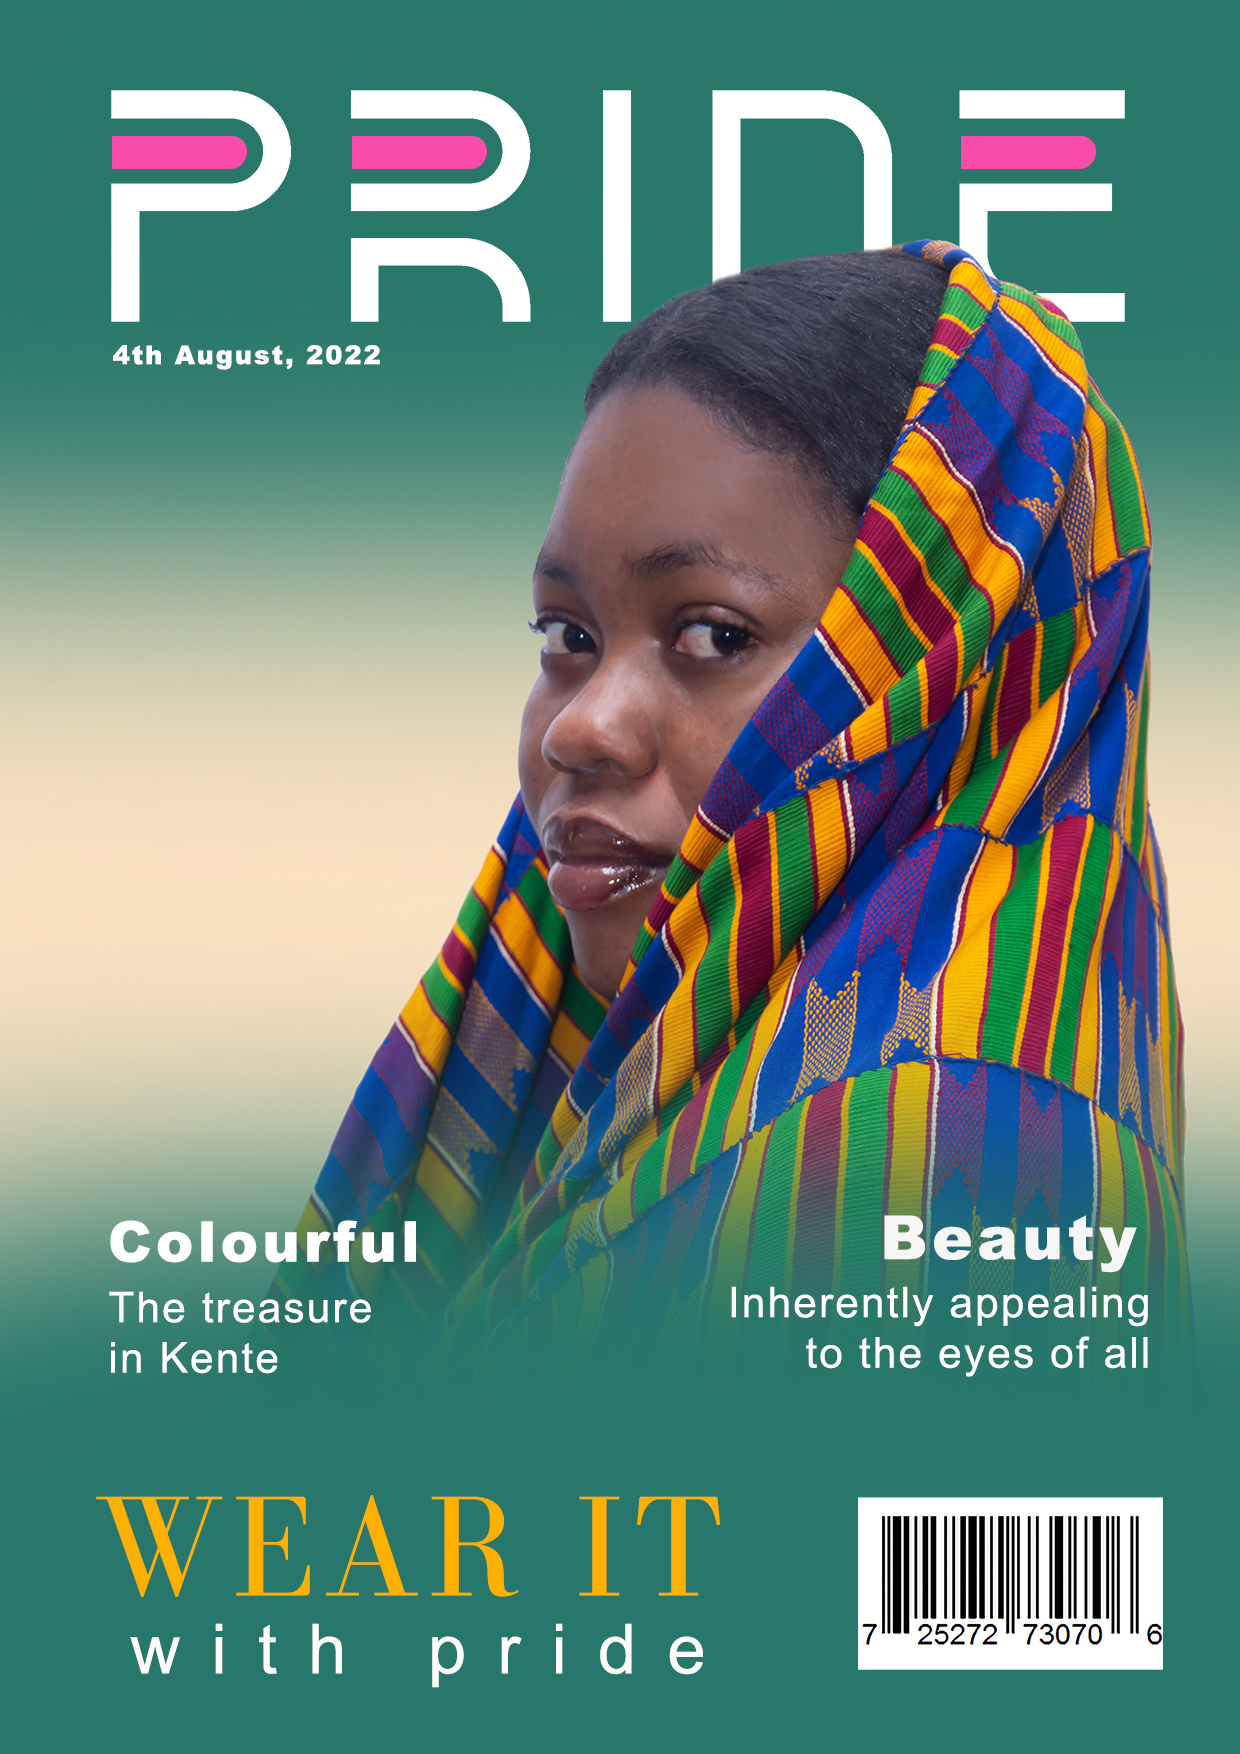 PRIDE
4th August, 2022
Colourful
The treasure
in Kente
Beauty
Inherently appealing
to the eyes of all
WEAR IT
with pride
7 25272 73070 6